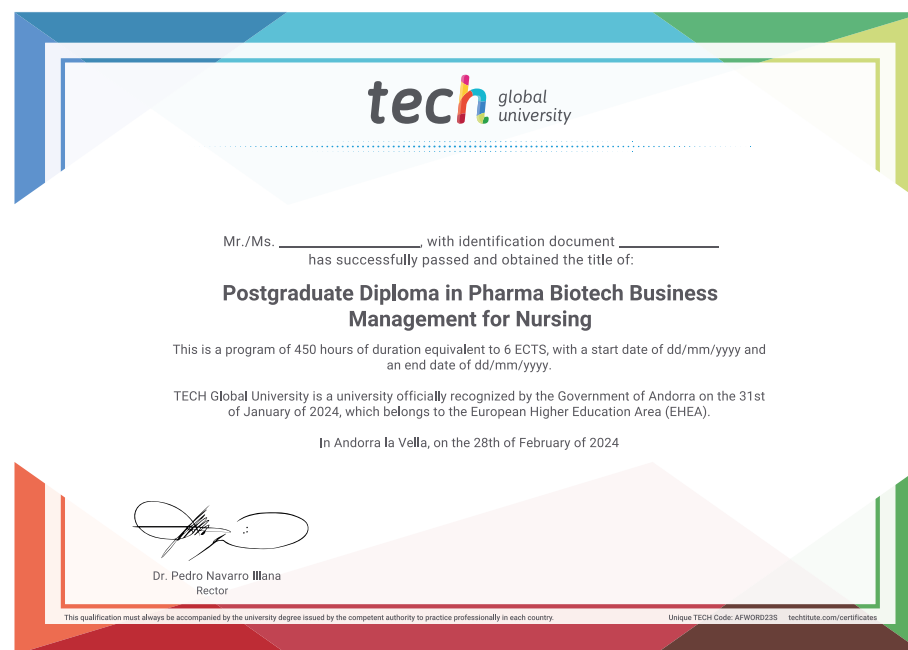 tech global university
Mr./Ms. ____________________, with identification document ______________
has successfully passed and obtained the title of:
Postgraduate Diploma in Pharma Biotech Business
Management for Nursing
This is a program of 450 hours of duration equivalent to 6 ECTS, with a start date of dd/mm/yyyy and
an end date of dd/mm/yyyy.
TECH Global University is a university officially recognized by the Government of Andorra on the 31st
of January of 2024, which belongs to the European Higher Education Area (EHEA).
In Andorra la Vella, on the 28th of February of 2024
Dr. Pedro Navarro Illana
Rector
This qualification must always be accompanied by the university degree issued by the competent authority to practice professionally in each country. Unique TECH Code: AFWORD23S techtitute.com/certificates